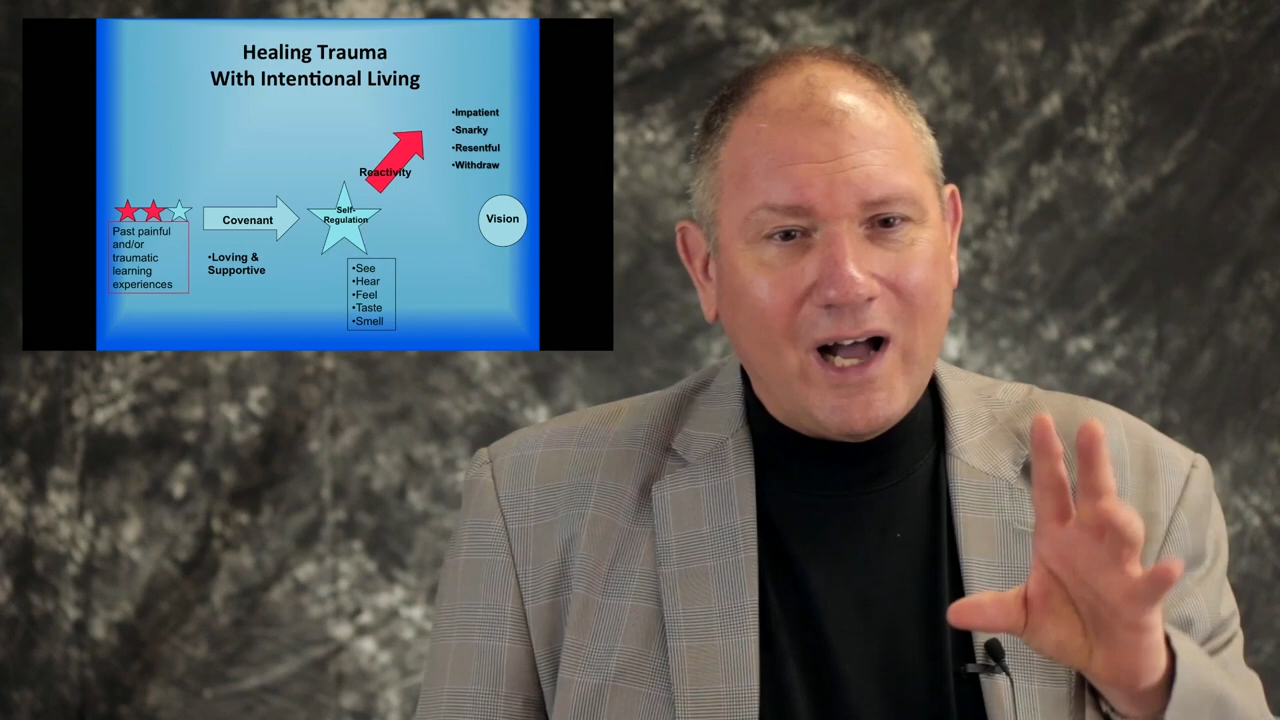 Healing Trauma
With Intentional Living
•Impatient
•Snarky
•Resentful
•Withdraw
Reactivity
Self-
Regulation
Covenant
Vision
Past painful
and/or
traumatic
learning
experiences
•Loving &
Supportive
•See
•Hear
•Feel
•Taste
•Smell